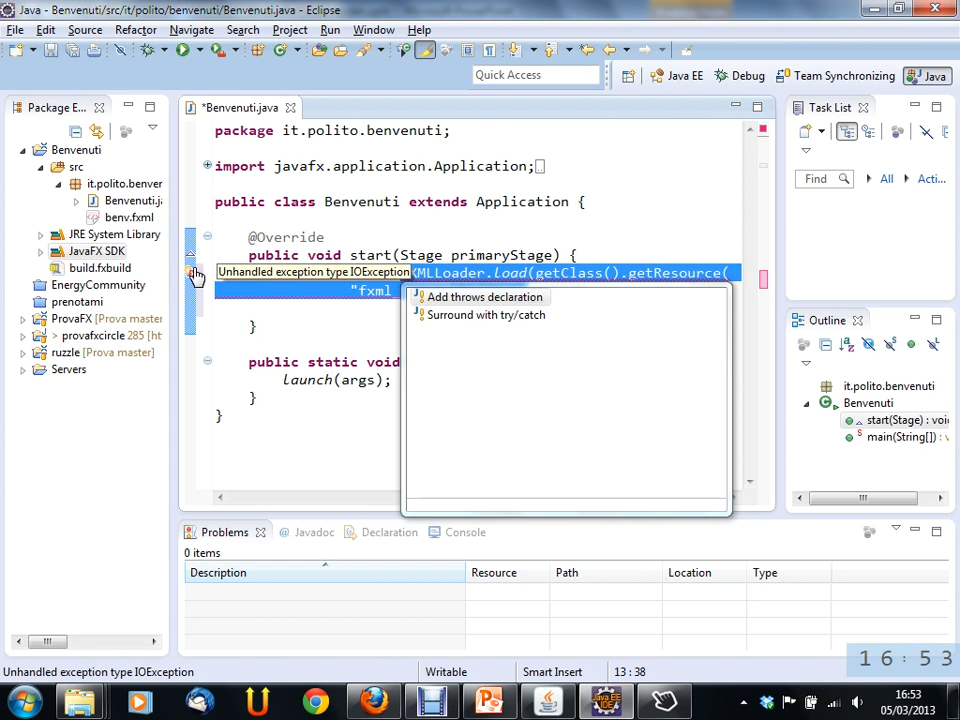 Java - Benvenuti/src/it/polito/benvenuti/Benvenuti.java - Eclipse
File Edit Source Refactor Navigate Search Project Run Window Help
Quick Access
Java EE
Debug
Team Synchronizing
Java
Package E...
Benvenuti
src
it.polito.benver
Benvenuti.ja
benv.fxml
JRE System Library
JavaFX SDK
build.fxbuild
EnergyCommunity
prenotami
ProvaFX
> provafxcircle 285 [ht
ruzzle [Prova master]
Servers
*Benvenuti.java
package it.polito.benvenuti;
import javafx.application.Application;
public class Benvenuti extends Application {
@Override
public void start(Stage primaryStage) {
Unhandled exception type IOException
XMLLoader.load(getClass().getResource(
"fxml
Add throws declaration
Surround with try/catch
}
public static void
launch(args);
}
}
Task List
Find
All
Acti...
Outline
it.polito.benvenuti
Benvenuti
start(Stage) : void
main(String[]) : v
Problems
@ Javadoc
Declaration
Console
0 items
Description Resource Path Location Type
16:53
Unhandled exception type IOException
Writable
Smart Insert
13 : 38
16:53
05/03/2013